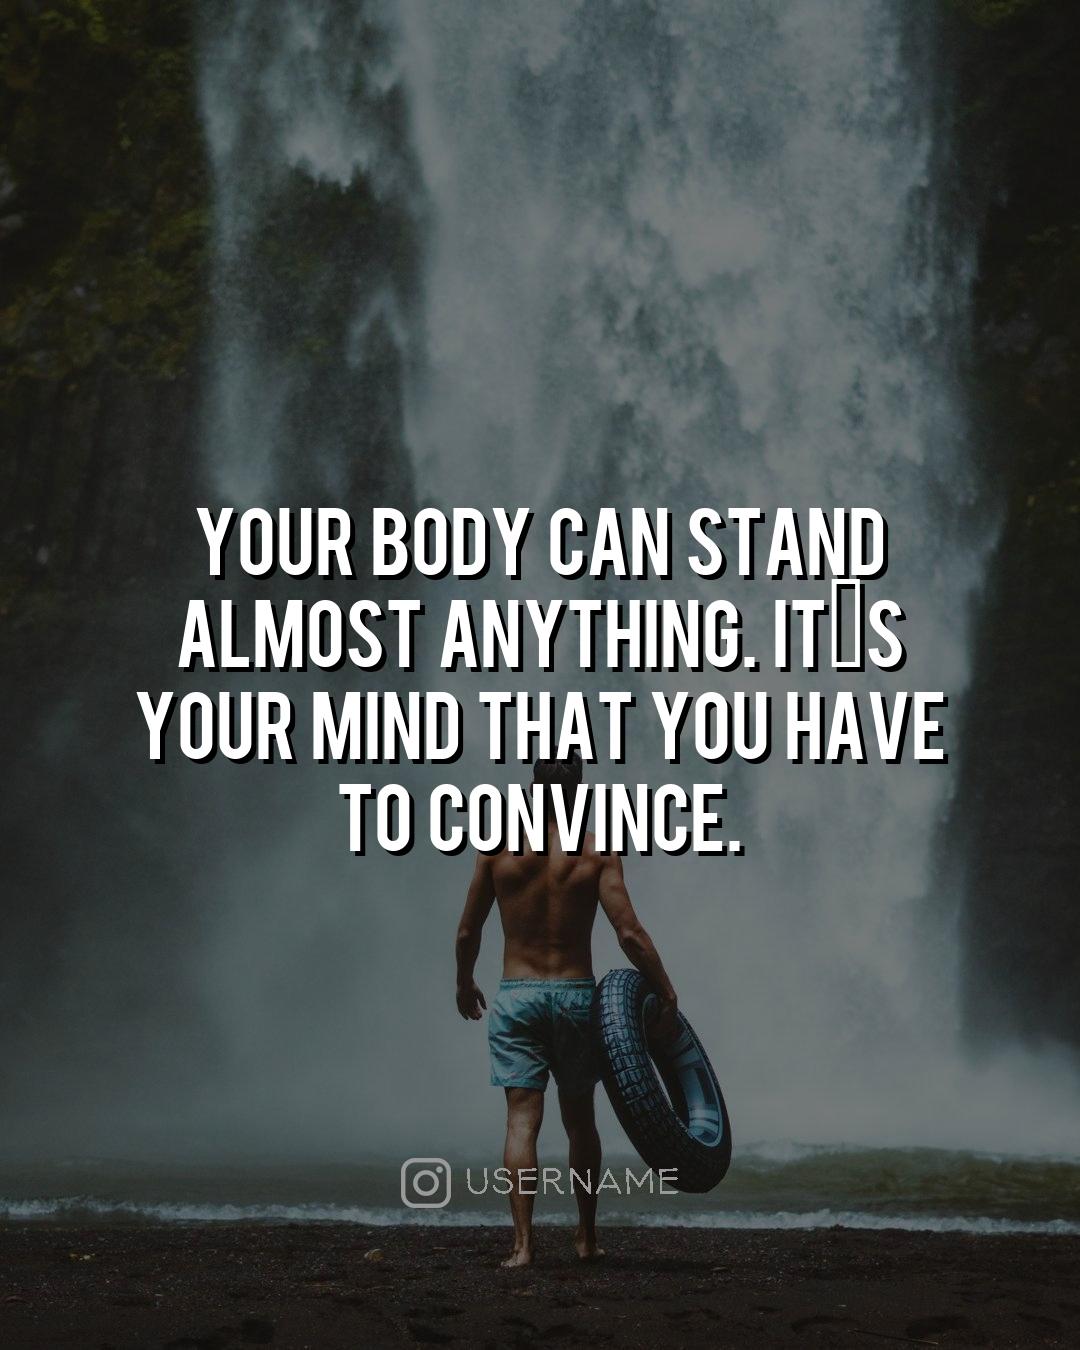 YOUR BODY CAN STAND
ALMOST ANYTHING. IT▯S
YOUR MIND THAT YOU HAVE
TO CONVINCE.
USERNAME